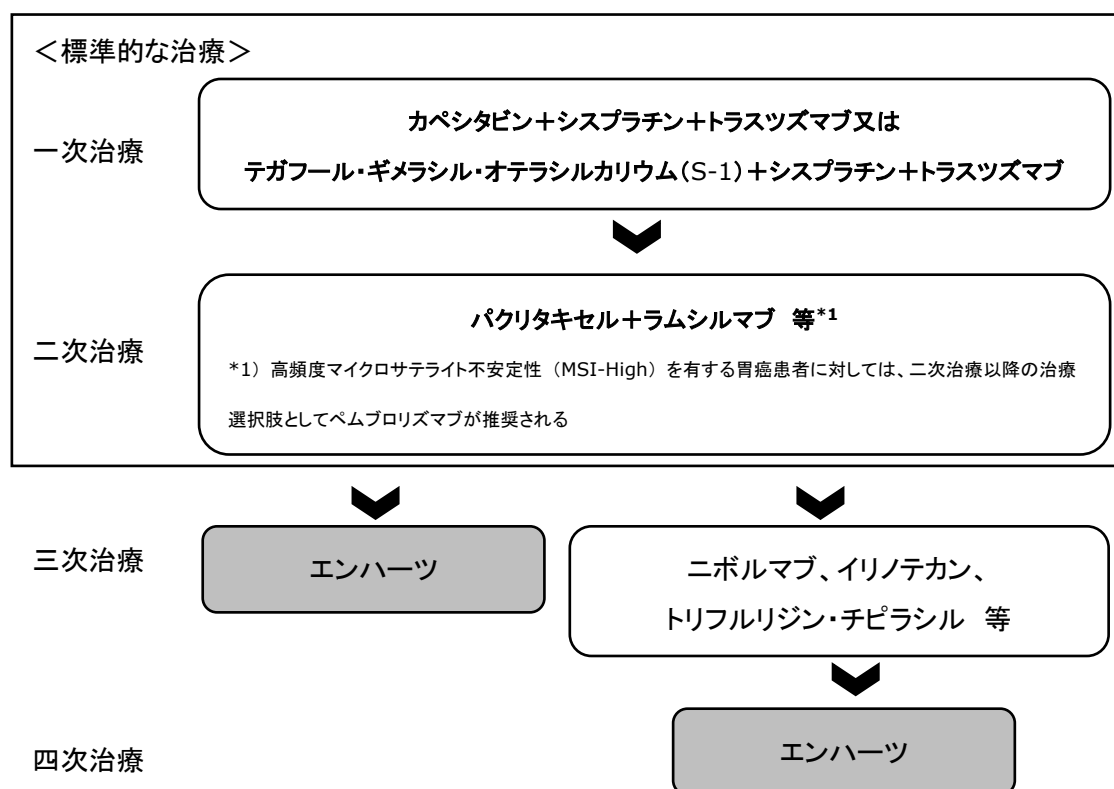 ＜標準的な治療＞
一次治療
カペシタビン＋シスプラチン＋トラスツズマブ又は
テガフール・ギメラシル・オテラシルカリウム（S-1）＋シスプラチン＋トラスツズマブ
二次治療
パクリタキセル＋ラムシルマブ 等*1
*1）高頻度マイクロサテライト不安定性（MSI-High）を有する胃癌患者に対しては、二次治療以降の治療
選択肢としてペムブロリズマブが推奨される
三次治療
エンハーツ
ニボルマブ、イリノテカン、
トリフルリジン・チピラシル 等
四次治療
エンハーツ